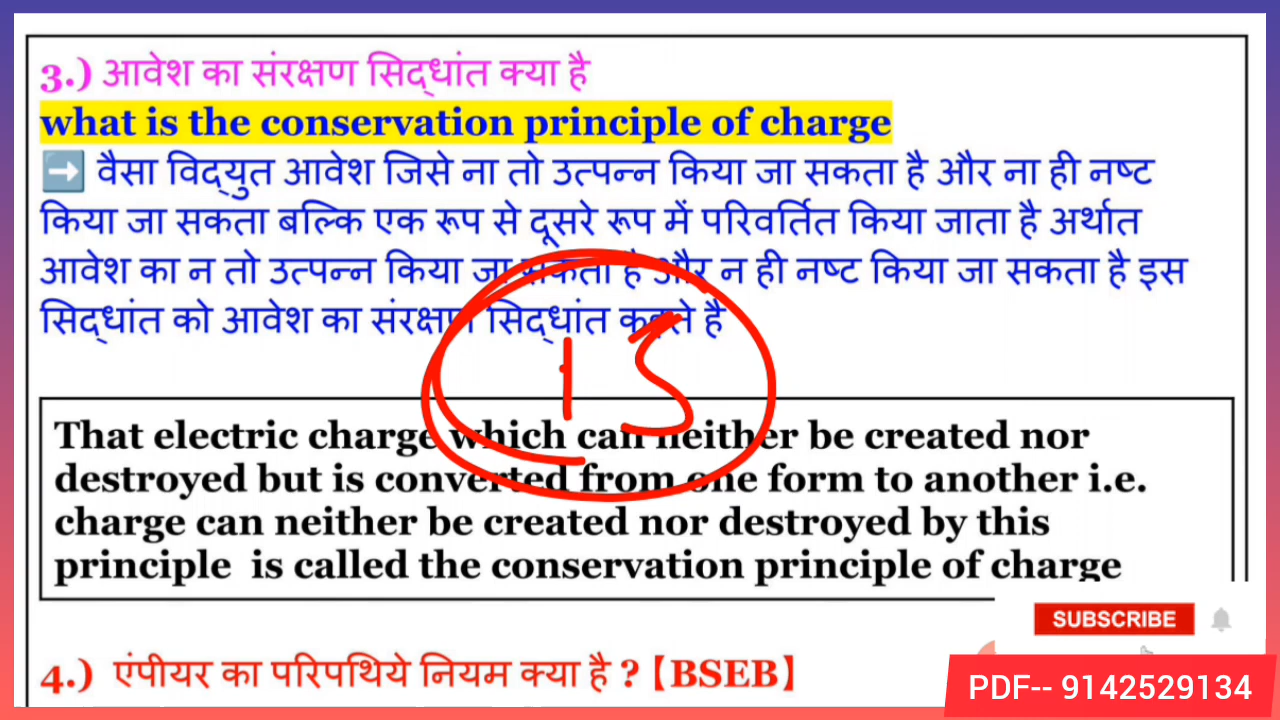 3.) आवेश का संरक्षण सिद्धांत क्या है
what is the conservation principle of charge
➡ वैसा विद्युत आवेश जिसे ना तो उत्पन्न किया जा सकता है और ना ही नष्ट
किया जा सकता बल्कि एक रूप से दूसरे रूप में परिवर्तित किया जाता है अर्थात
आवेश का न तो उत्पन्न किया जा सकता है और न ही नष्ट किया जा सकता है इस
सिद्धांत को आवेश का संरक्षण सिद्धांत कहते है
15
That electric charge which can neither be created nor
destroyed but is converted from one form to another i.e.
charge can neither be created nor destroyed by this
principle is called the conservation principle of charge
SUBSCRIBE
4.) एंपीयर का परिपथिये नियम क्या है ? 【BSEB】
PDF-- 9142529134